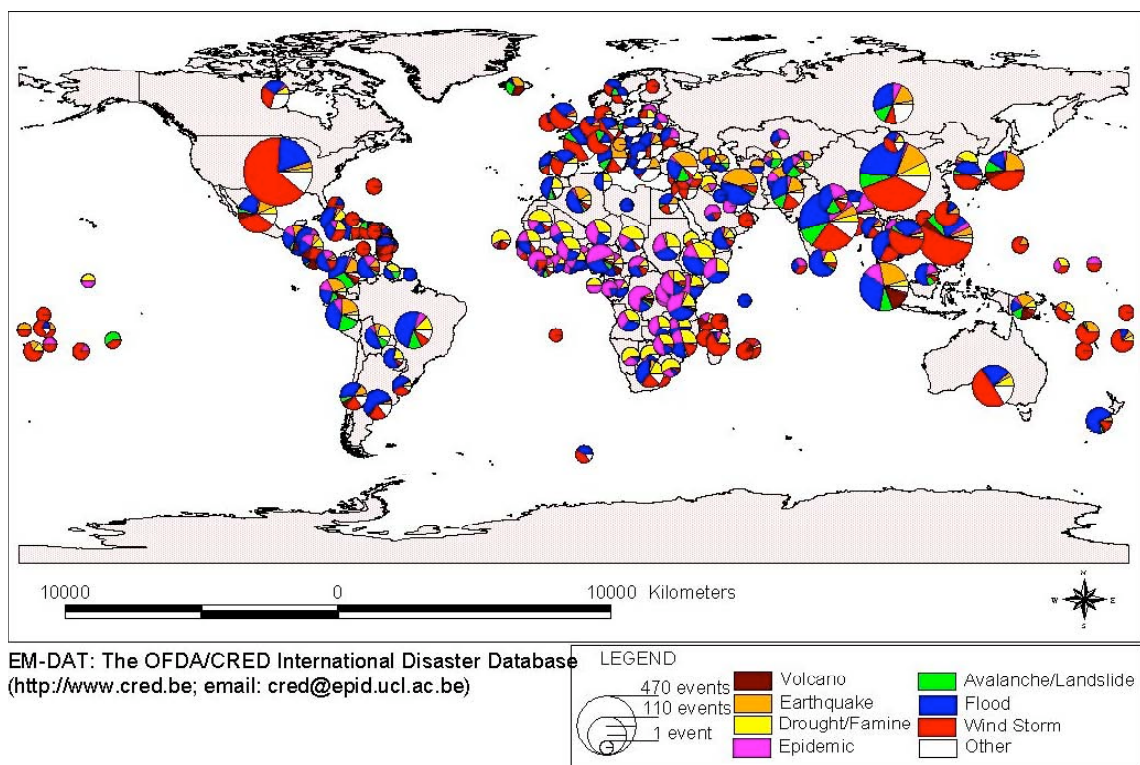 10000 0 10000 Kilometers
N
W E
S
EM-DAT: The OFDA/CRED International Disaster Database
(http://www.cred.be; email: cred@epid.ucl.ac.be)
LEGEND
470 events
110 events
1 event
Volcano
Earthquake
Drought/Famine
Epidemic
Avalanche/Landslide
Flood
Wind Storm
Other